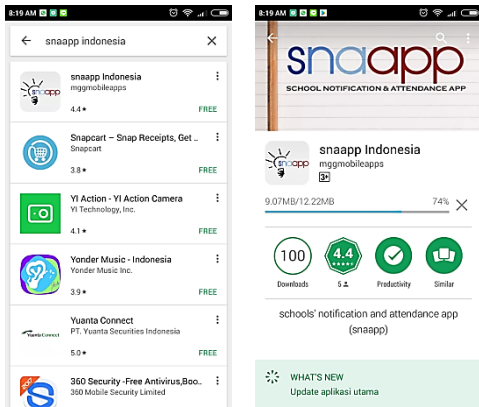 8:19 AM
snaapp indonesia
snaapp Indonesia
mggmobileapps
4.4★
FREE
Snapcart – Snap Receipts, Get ..
Snapcart
3.8★
FREE
YI Action - YI Action Camera
YI Technology, Inc.
4.1★
FREE
Yonder Music - Indonesia
Yonder Music Inc.
3.9★
FREE
Yuanta Connect
Yuanta Connect
PT. Yuanta Securities Indonesia
5.0★
FREE
360 Security -Free Antivirus,Boo..
360 Mobile Security Limited
8:19 AM
snaapp
SCHOOL NOTIFICATION & ATTENDANCE APP
snaapp
snaapp Indonesia
mggmobileapps
3+
9.07MB/12.22MB 74%
100 4.4
Downloads 5 Productivity Similar
schools' notification and attendance app
(snaapp)
WHAT'S NEW
Update aplikasi utama